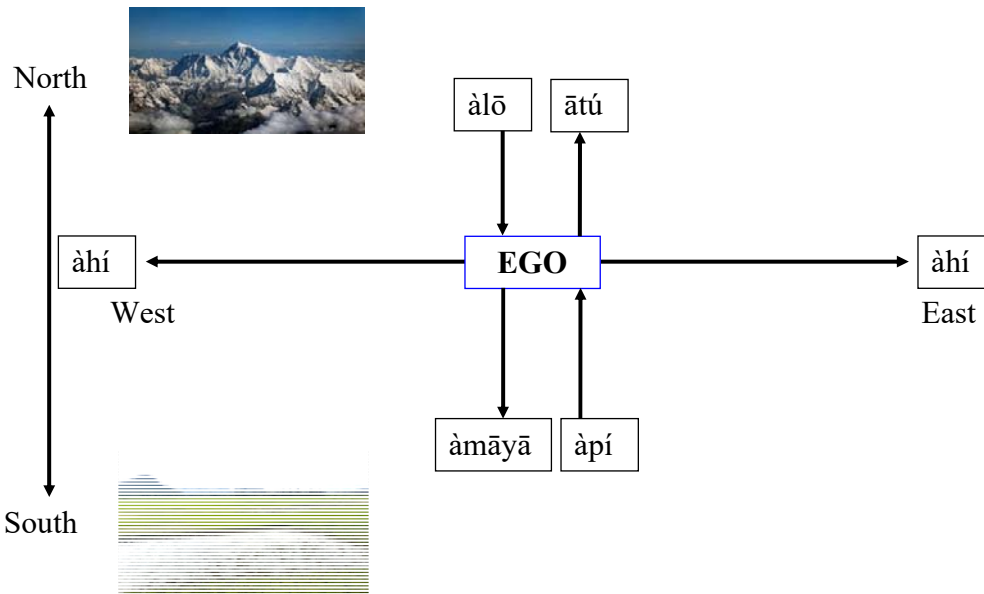 North
àlō
ātú
àhí
EGO
àhí
West
East
àmāyā
àpí
South